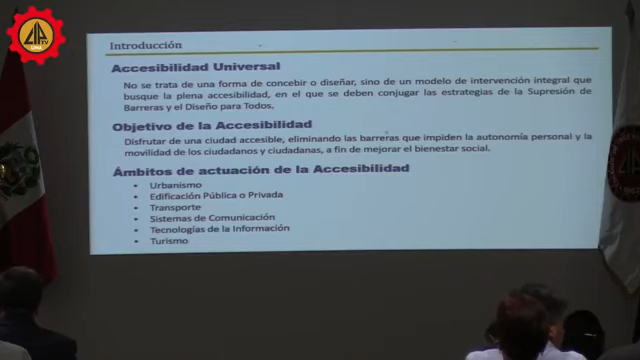 CIP TV
LIMA
Introducción
Accesibilidad Universal
No se trata de una forma de concebir o diseñar, sino de un modelo de intervención integral que
busque la plena accesibilidad, en el que se deben conjugar las estrategias de la Supresión de
Barreras y el Diseño para Todos.
Objetivo de la Accesibilidad
Disfrutar de una ciudad accesible, eliminando las barreras que impiden la autonomía personal y la
movilidad de los ciudadanos y ciudadanas, a fin de mejorar el bienestar social.
Ámbitos de actuación de la Accesibilidad
• Urbanismo
• Edificación Pública o Privada
• Transporte
• Sistemas de Comunicación
• Tecnologías de la Información
• Turismo